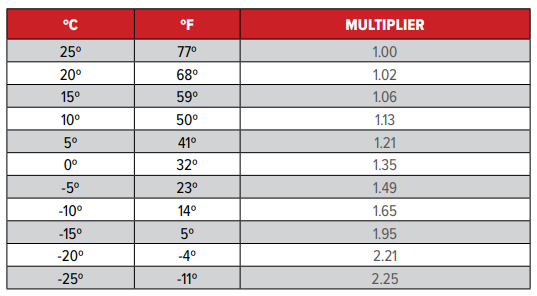 ºC ºF MULTIPLIER
25º 77º 1.00
20º 68º 1.02
15º 59º 1.06
10º 50º 1.13
5º 41º 1.21
0º 32º 1.35
-5º 23º 1.49
-10º 14º 1.65
-15º 5º 1.95
-20º -4º 2.21
-25º -11º 2.25